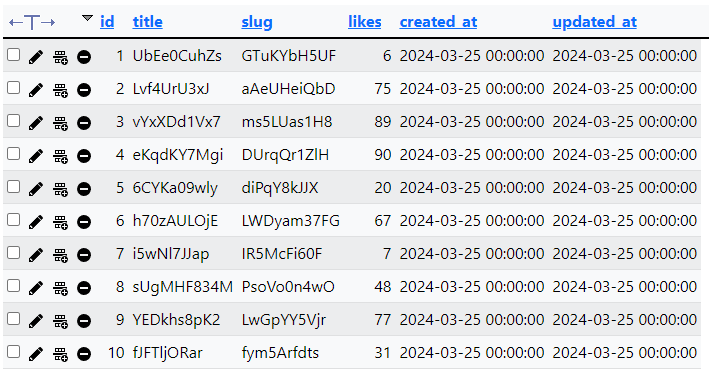 id title slug likes created_at updated_at
1 UbEe0CuhZs GTuKYbH5UF 6 2024-03-25 00:00:00 2024-03-25 00:00:00
2 Lvf4UrU3xJ aAeUHeiQbD 75 2024-03-25 00:00:00 2024-03-25 00:00:00
3 vYxXDd1Vx7 ms5LUas1H8 89 2024-03-25 00:00:00 2024-03-25 00:00:00
4 eKqdKY7Mgi DUrqQr1ZlH 90 2024-03-25 00:00:00 2024-03-25 00:00:00
5 6CYKa09wly diPqY8kJJX 20 2024-03-25 00:00:00 2024-03-25 00:00:00
6 h70zAULOjE LWDyam37FG 67 2024-03-25 00:00:00 2024-03-25 00:00:00
7 i5wNl7JJap IR5McFi60F 7 2024-03-25 00:00:00 2024-03-25 00:00:00
8 sUgMHF834M PsoVo0n4wO 48 2024-03-25 00:00:00 2024-03-25 00:00:00
9 YEDkhs8pK2 LwGpYY5Vjr 77 2024-03-25 00:00:00 2024-03-25 00:00:00
10 fJFTljORar fym5Arfdts 31 2024-03-25 00:00:00 2024-03-25 00:00:00